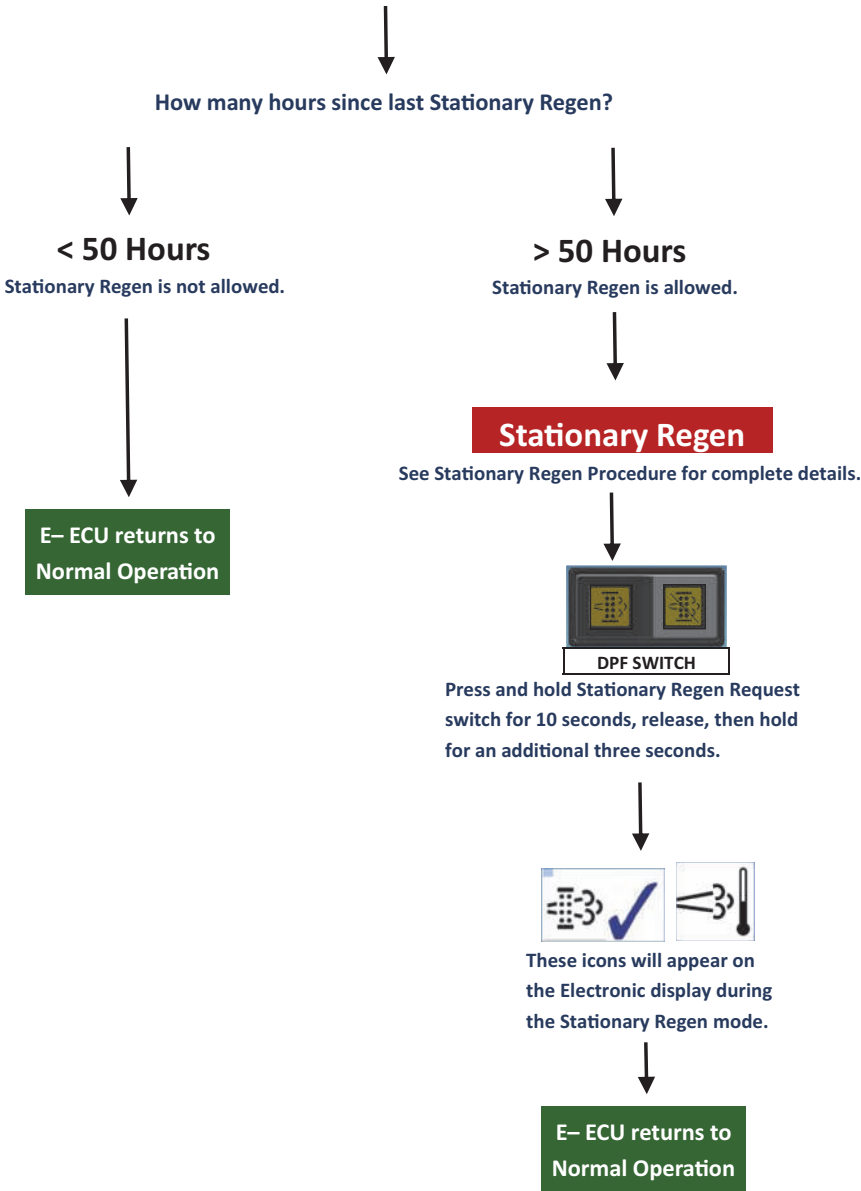 How many hours since last Stationary Regen?
< 50 Hours
Stationary Regen is not allowed.
E– ECU returns to
Normal Operation
> 50 Hours
Stationary Regen is allowed.
Stationary Regen
See Stationary Regen Procedure for complete details.
DPF SWITCH
Press and hold Stationary Regen Request
switch for 10 seconds, release, then hold
for an additional three seconds.
These icons will appear on
the Electronic display during
the Stationary Regen mode.
E– ECU returns to
Normal Operation